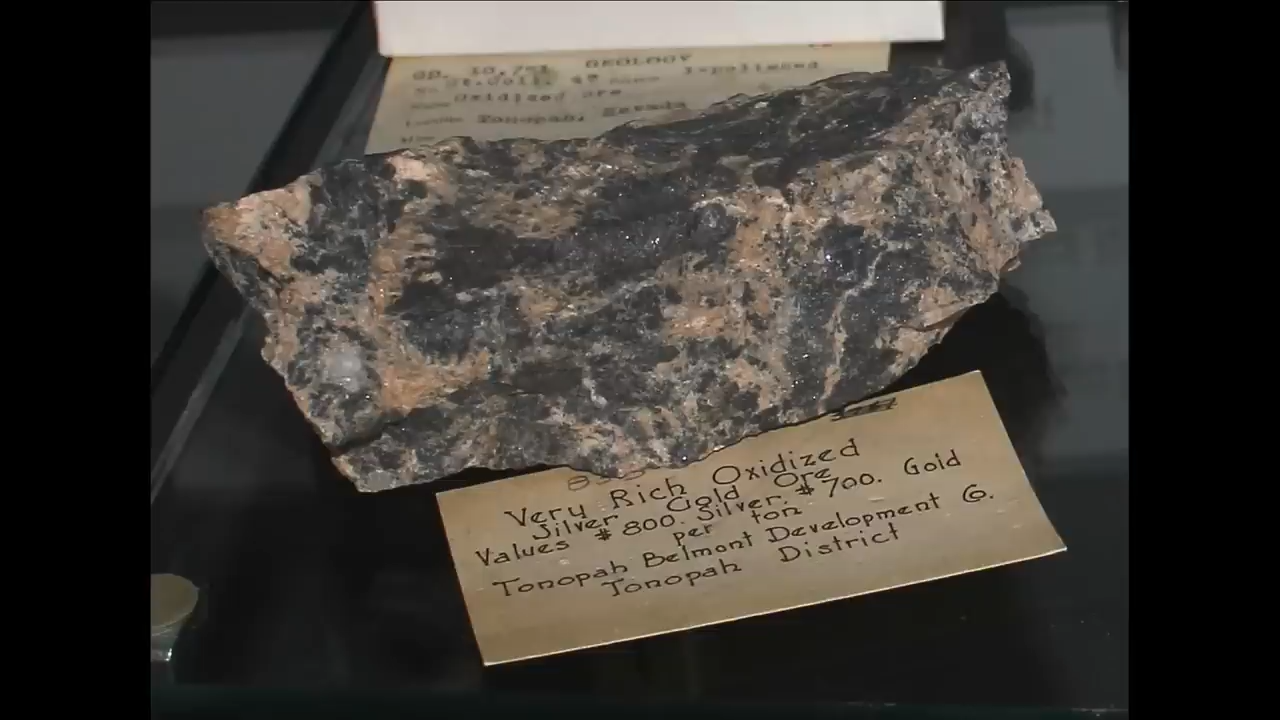 GEOLOGY
Oxidized ore
Tonopah, Nevada
Very Rich Oxidized
Silver Gold Ore
Values $800. Silver. $700. Gold
per ton
Tonopah Belmont Development Co.
Tonopah District